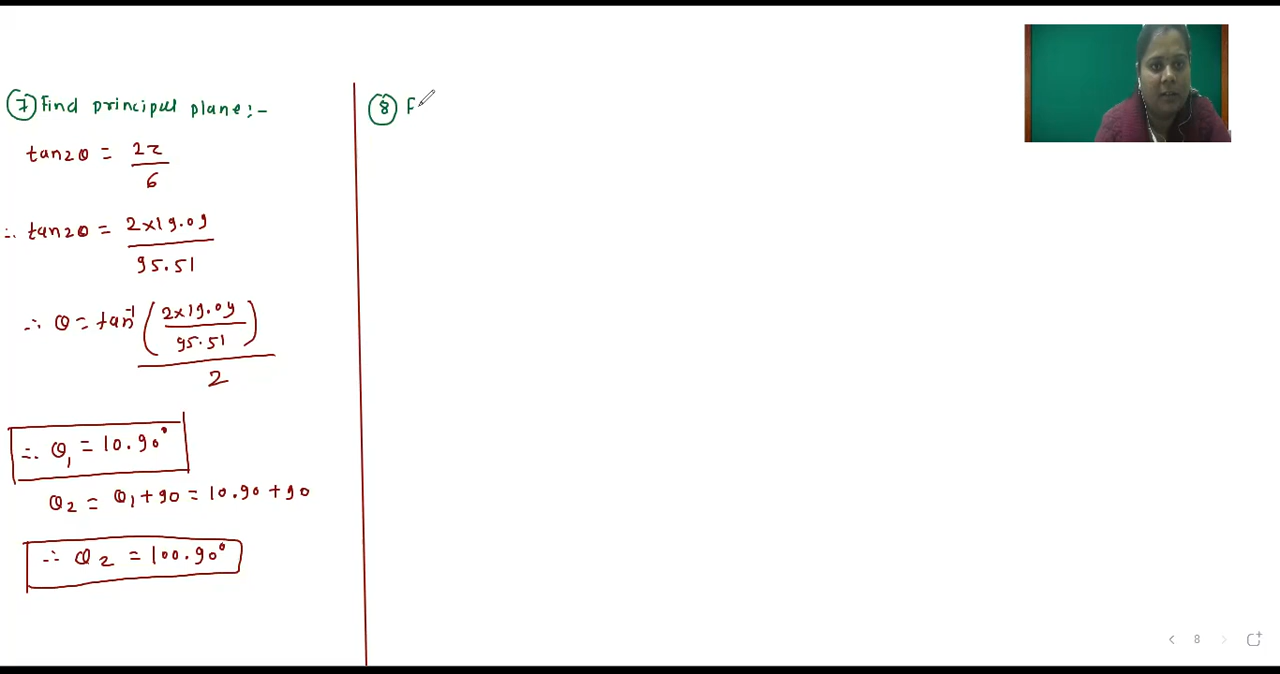 ⑦ Find principal plane:-
tan2θ = 2τ / 6
∴ tan2θ = 2×19.09 / 95.51
∴ θ = tan⁻¹ (2×19.09 / 95.51) / 2
∴ θ₁ = 10.90°
θ₂ = θ₁ + 90 = 10.90 + 90
∴ θ₂ = 100.90°
⑧ F
8